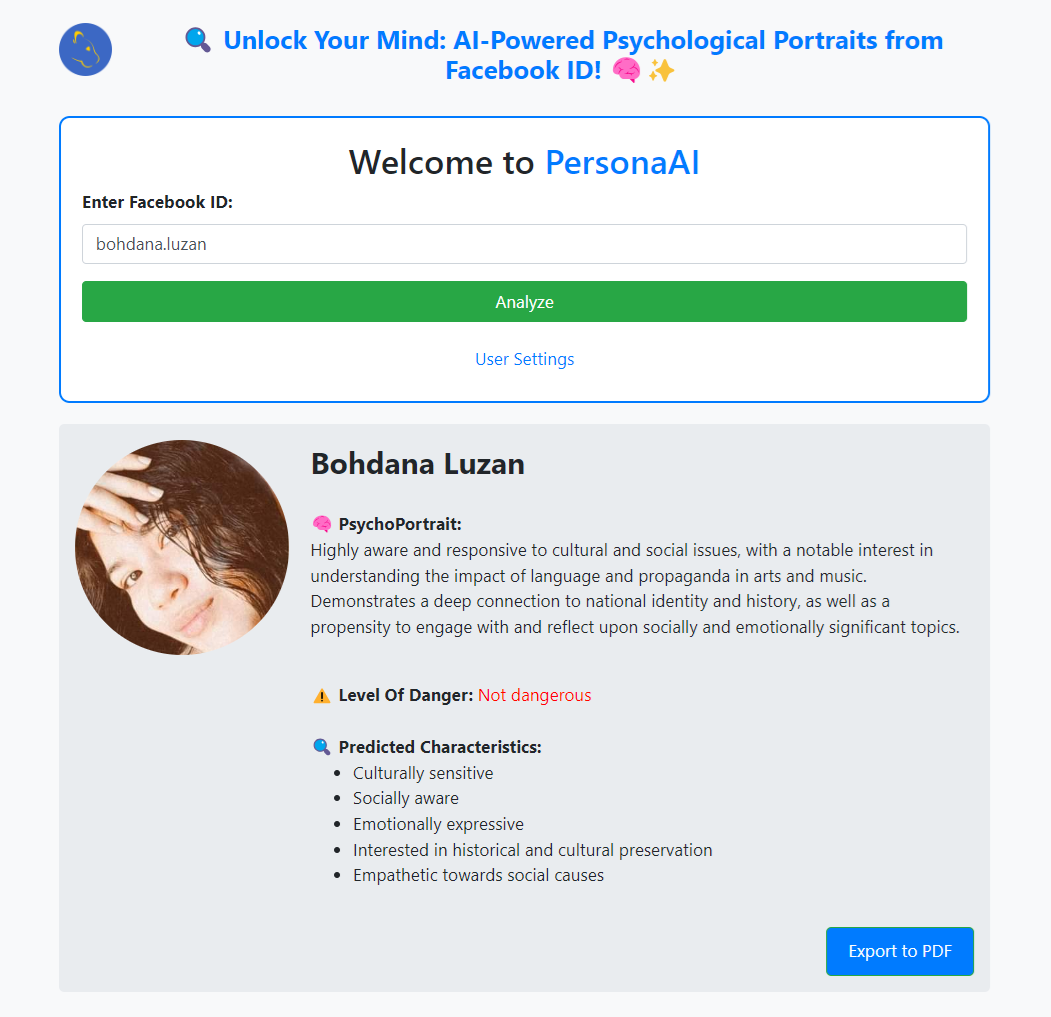 🔍 Unlock Your Mind: AI-Powered Psychological Portraits from
Facebook ID! 🧠 ✨
Welcome to PersonaAI
Enter Facebook ID:
bohdana.luzan
Analyze
User Settings
Bohdana Luzan
🧠 PsychoPortrait:
Highly aware and responsive to cultural and social issues, with a notable interest in
understanding the impact of language and propaganda in arts and music.
Demonstrates a deep connection to national identity and history, as well as a
propensity to engage with and reflect upon socially and emotionally significant topics.
⚠️ Level Of Danger: Not dangerous
🔍 Predicted Characteristics:
• Culturally sensitive
• Socially aware
• Emotionally expressive
• Interested in historical and cultural preservation
• Empathetic towards social causes
Export to PDF